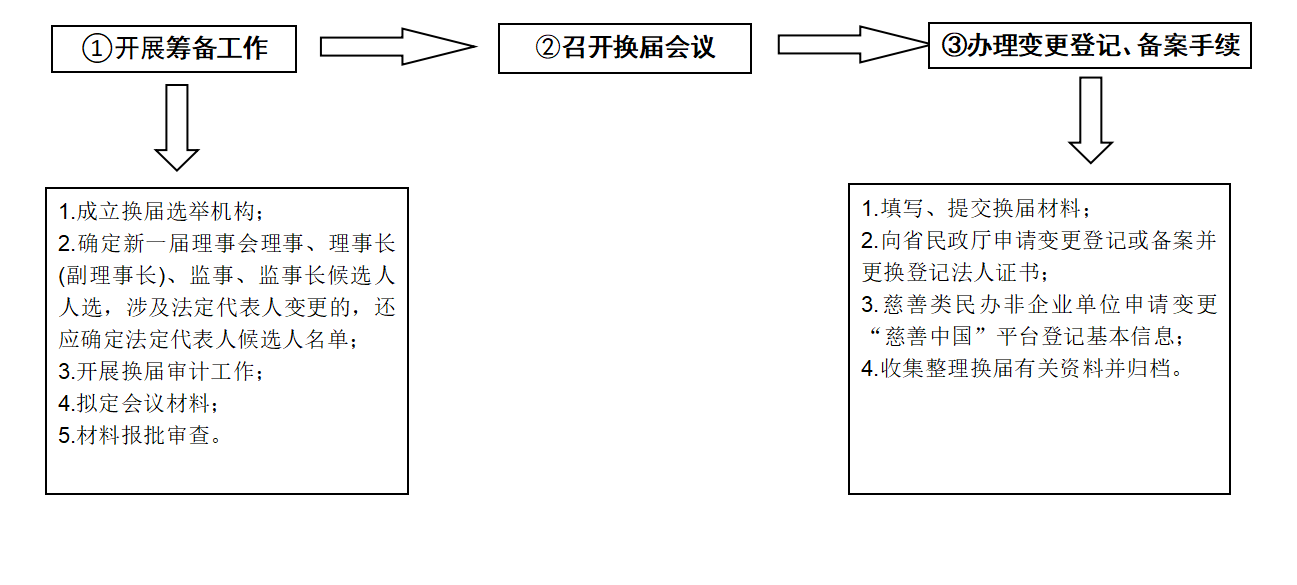 ①开展筹备工作
②召开换届会议
③办理变更登记、备案手续
1.成立换届选举机构；
2.确定新一届理事会理事、理事长
(副理事长)、监事、监事长候选人
人选，涉及法定代表人变更的，还
应确定法定代表人候选人名单；
3.开展换届审计工作；
4.拟定会议材料；
5.材料报批审查。
1.填写、提交换届材料；
2.向省民政厅申请变更登记或备案并
更换登记法人证书；
3.慈善类民办非企业单位申请变更
“慈善中国”平台登记基本信息；
4.收集整理换届有关资料并归档。